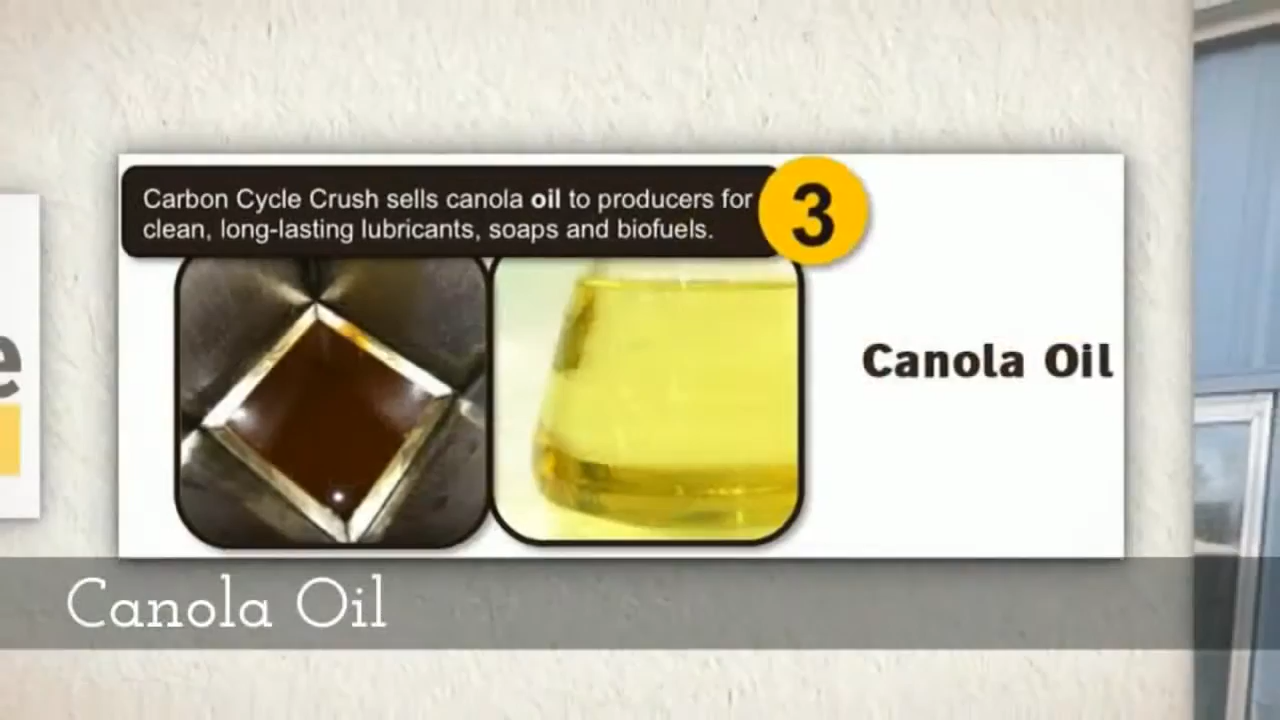 Carbon Cycle Crush sells canola oil to producers for
clean, long-lasting lubricants, soaps and biofuels.
3
Canola Oil
e
Canola Oil